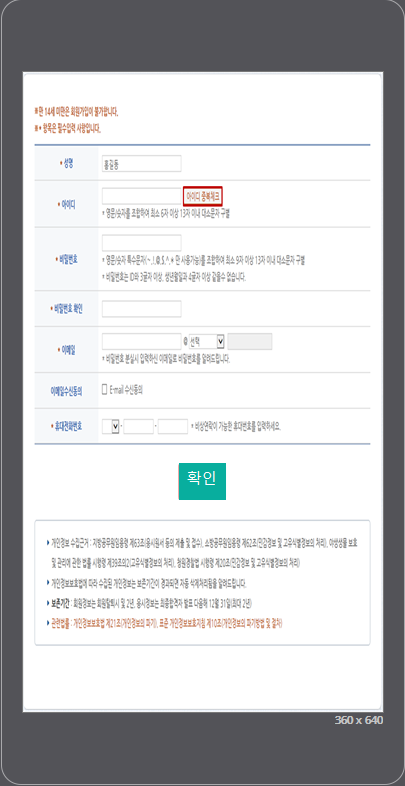 ※만 14세 미만은 회원가입이 불가합니다.
※* 항목은 필수입력 사항입니다.
* 성명 홍길동
* 아이디 아이디 중복체크
* 영문/숫자를 조합하여 최소 6자 이상 13자 이내 대소문자 구별
* 비밀번호
* 영문/숫자 특수문자(~,!,@,$,^,* 만 사용가능)를 조합하여 최소 9자 이상 13자 이내 대소문자 구별
* 비밀번호는 ID와 3글자 이상, 생년월일과 4글자 이상 같을수 없습니다.
* 비밀번호 확인
* 이메일 @ 선택
* 비밀번호 분실시 입력하신 이메일로 비밀번호를 알려드립니다.
이메일수신동의 E-mail 수신동의
* 휴대전화번호 - - * 비상연락이 가능한 휴대번호를 입력하세요.
확인
개인정보 수집근거 : 지방공무원임용령 제63조(응시원서 등의 제출 및 접수), 소방공무원임용령 제62조(민감정보 및 고유식별정보의 처리), 야생생물 보호
및 관리에 관한 법률 시행령 제39조의2(고유식별정보의 처리), 청원경찰법 시행령 제20조(민감정보 및 고유식별정보의 처리)
개인정보보호법에 따라 수집된 개인정보는 보존기간이 경과되면 자동 삭제처리됨을 알려드립니다.
보존기간 : 회원정보는 회원탈퇴시 및 2년, 응시정보는 최종합격자 발표 다음해 12월 31일(최대 2년)
관련법률 : 개인정보보호법 제21조(개인정보의 파기), 표준 개인정보보호지침 제10조(개인정보의 파기방법 및 절차)
360 x 640